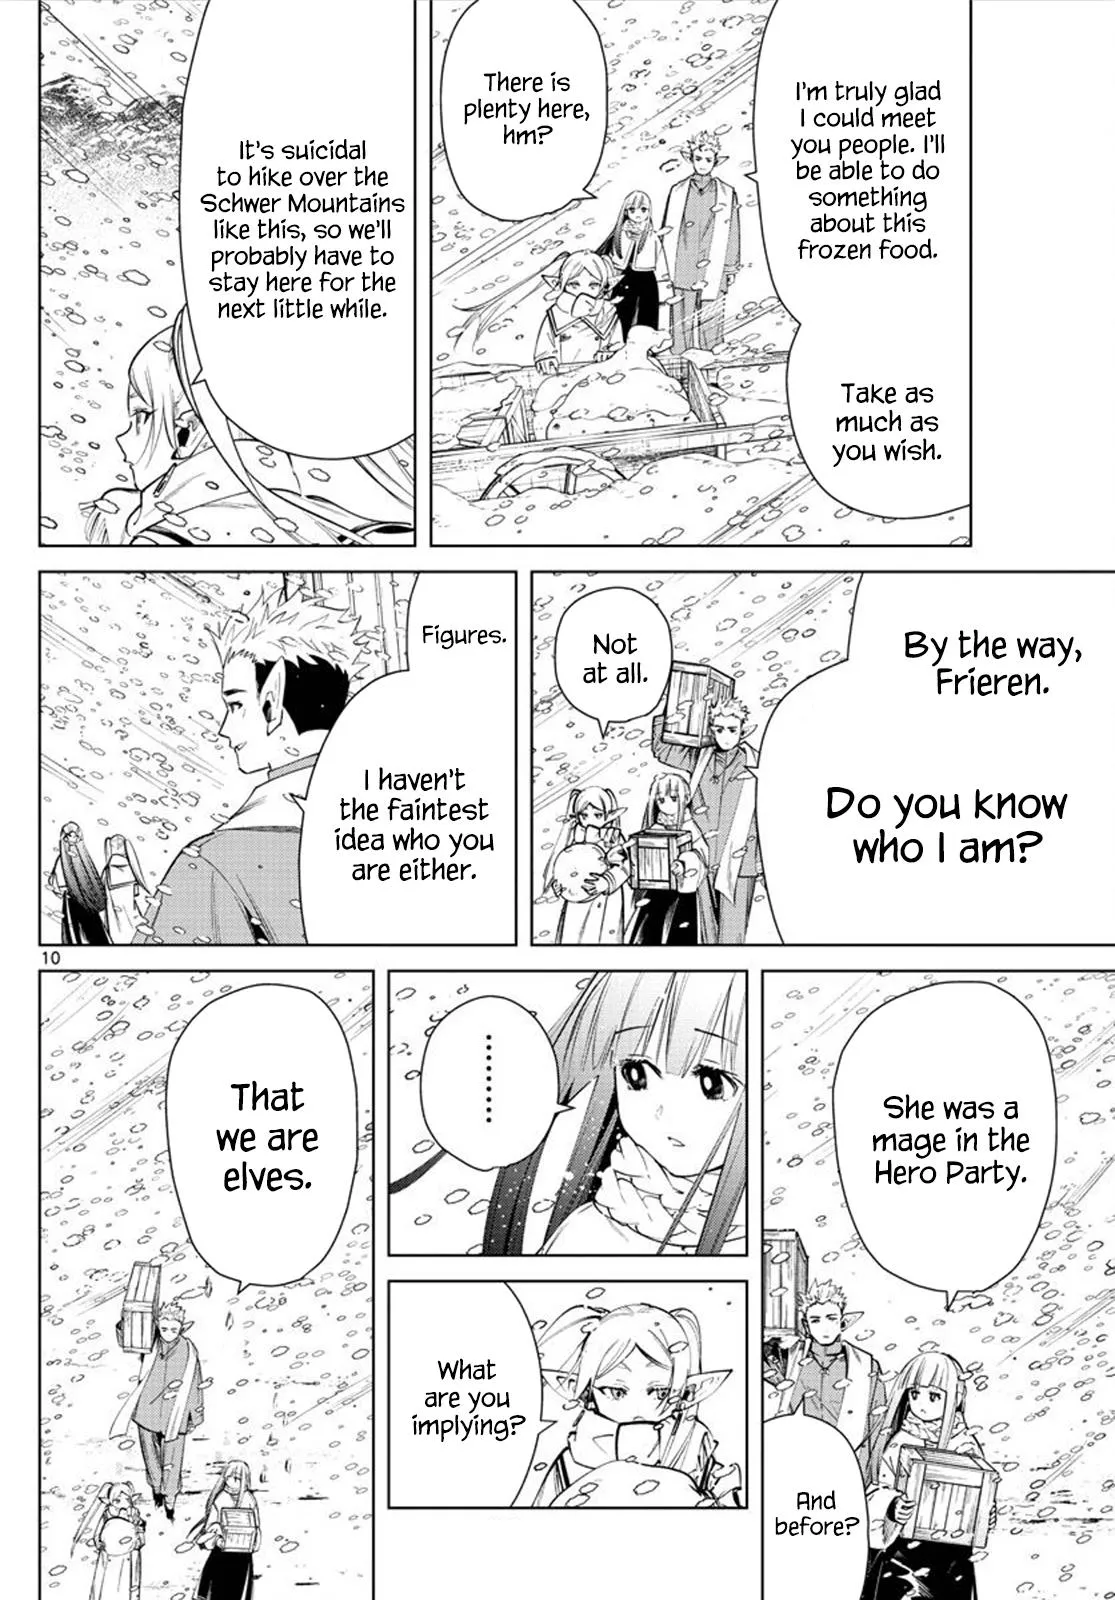 I'm truly glad
I could meet
you people. I'll
be able to do
something
about this
frozen food.
There is
plenty here,
hm?
Take as
much as
you wish.
It's suicidal
to hike over the
Schwer Mountains
like this, so we'll
probably have to
stay here for the
next little while.
By the way,
Frieren.
Do you know
who I am?
Not
at all.
Figures.
I haven't
the faintest
idea who you
are either.
10
She was a
mage in the
Hero Party.
And
before?
........
What
are you
implying?
That
we are
elves.